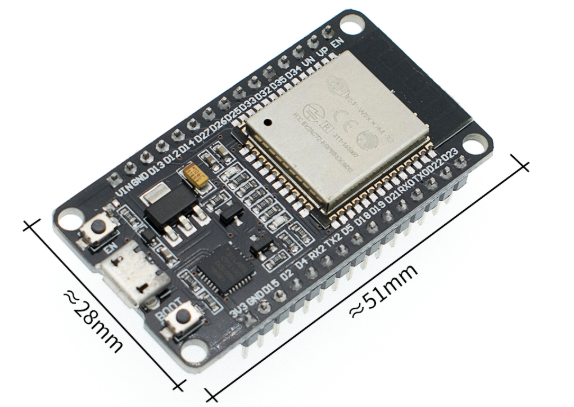 VIN GND D13 D12 D14 D27 D26 D25 D33 D32 D35 D34 VN VP EN
EN
BOOT
3V3 GND D15 D2 D4 RX2 TX2 D5 D18 D19 D21 RX0 TX0 D22 D23
≈28mm
≈51mm